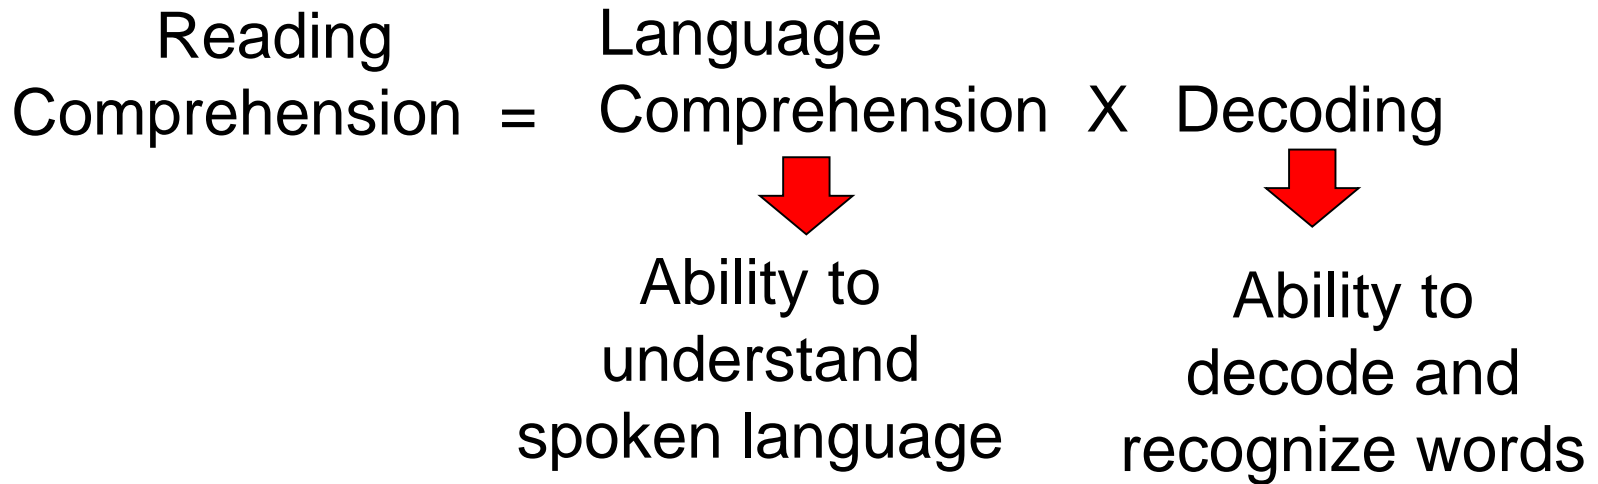 Reading Language
Comprehension = Comprehension X Decoding
Ability to
understand
spoken language
Ability to
decode and
recognize words